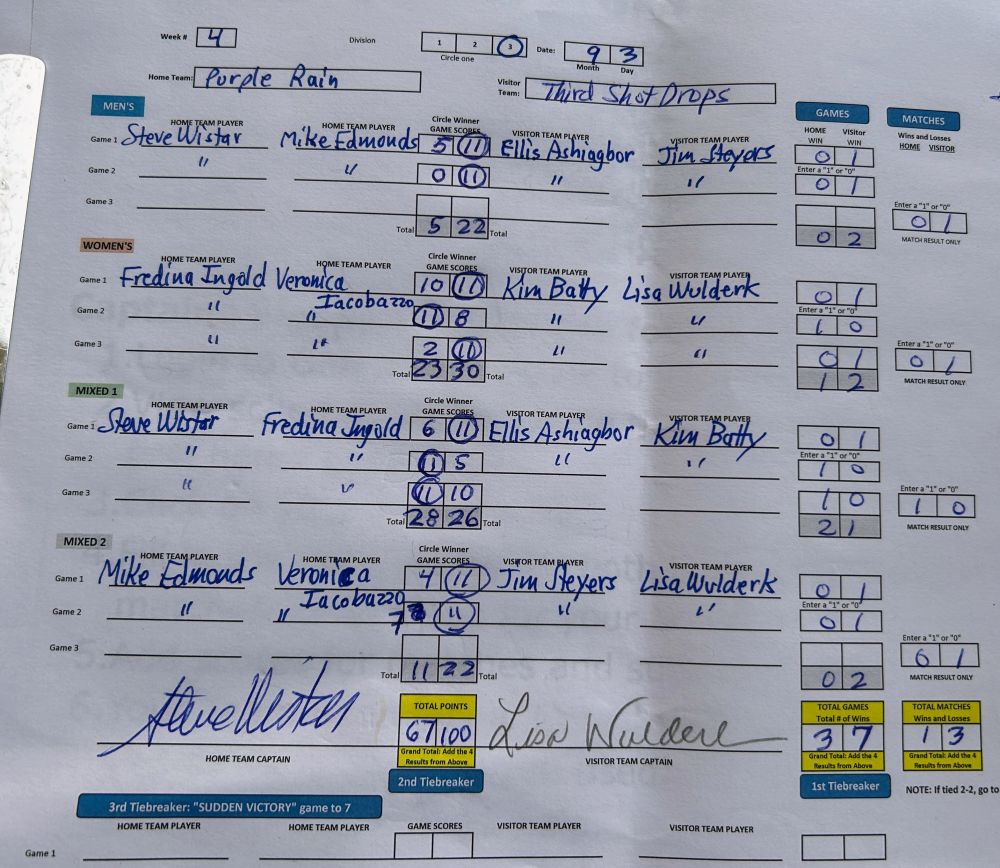 Week # 4 Division 1 2 3 Date: 9 3
Circle one Month Day
Home Team: Purple Rain Visitor Team: Third Shot Drops
MEN'S GAMES MATCHES
HOME TEAM PLAYER HOME TEAM PLAYER Circle Winner GAME SCORES VISITOR TEAM PLAYER VISITOR TEAM PLAYER HOME WIN Visitor WIN Wins and Losses HOME VISITOR
Game 1 Steve Wistar Mike Edmonds 5 11 Ellis Ashiagbor Jim Steyers 0 1
Enter a "1" or "0"
Game 2 " " 0 11 " " 0 1
Game 3 Enter a "1" or "0"
Total 5 22 Total 0 2 0 1
MATCH RESULT ONLY
WOMEN'S
HOME TEAM PLAYER HOME TEAM PLAYER Circle Winner GAME SCORES VISITOR TEAM PLAYER VISITOR TEAM PLAYER
Game 1 Fredina Ingold Veronica Iacobazzo 10 11 Kim Batty Lisa Wulderk 0 1
Enter a "1" or "0"
Game 2 " " 11 8 " " 1 0
Game 3 " " 2 11 " " 0 1 Enter a "1" or "0"
Total 23 30 Total 1 2 0 1
MATCH RESULT ONLY
MIXED 1
HOME TEAM PLAYER HOME TEAM PLAYER Circle Winner GAME SCORES VISITOR TEAM PLAYER VISITOR TEAM PLAYER
Game 1 Steve Wistar Fredina Ingold 6 11 Ellis Ashiagbor Kim Batty 0 1
Enter a "1" or "0"
Game 2 " " 11 5 " " 1 0
Game 3 " " 11 10 1 0 Enter a "1" or "0"
Total 28 26 Total 2 1 1 0
MATCH RESULT ONLY
MIXED 2
HOME TEAM PLAYER HOME TEAM PLAYER Circle Winner GAME SCORES VISITOR TEAM PLAYER VISITOR TEAM PLAYER
Game 1 Mike Edmonds Veronica Iacobazzo 4 11 Jim Steyers Lisa Wulderk 0 1
Enter a "1" or "0"
Game 2 " " 7 11 " " 0 1
Game 3 Enter a "1" or "0"
Total 11 22 Total 0 2 0 1
MATCH RESULT ONLY
TOTAL POINTS TOTAL GAMES TOTAL MATCHES
Total # of Wins Wins and Losses
Steve Wistar 67 100 Lisa Wulderk 3 7 1 3
Grand Total: Add the 4 Results from Above Grand Total: Add the 4 Results from Above Grand Total: Add the 4 Results from Above
HOME TEAM CAPTAIN VISITOR TEAM CAPTAIN
2nd Tiebreaker 1st Tiebreaker NOTE: If tied 2-2, go to
3rd Tiebreaker: "SUDDEN VICTORY" game to 7
HOME TEAM PLAYER HOME TEAM PLAYER GAME SCORES VISITOR TEAM PLAYER VISITOR TEAM PLAYER
Game 1